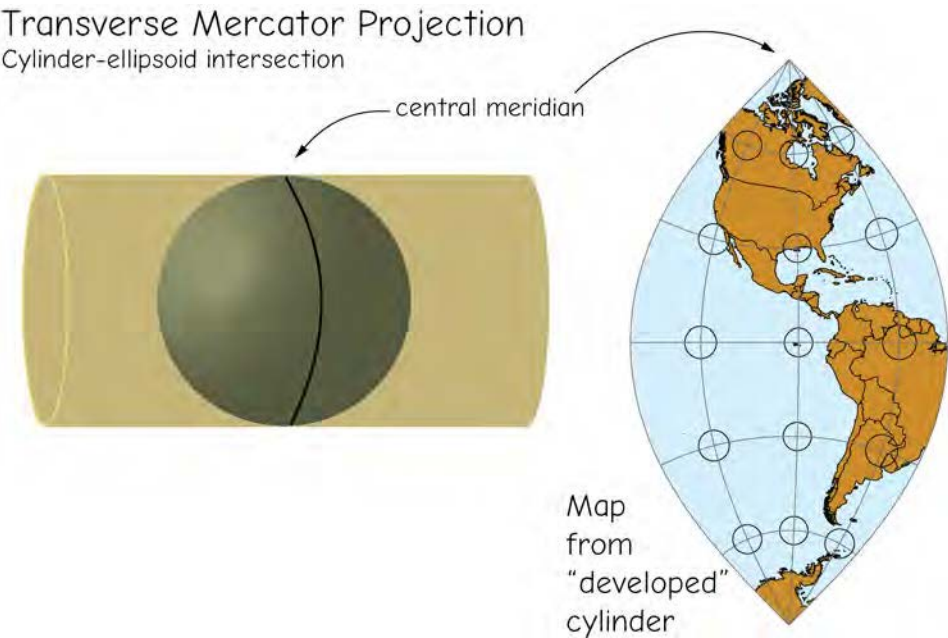 Transverse Mercator Projection
Cylinder-ellipsoid intersection
central meridian
Map
from
"developed"
cylinder